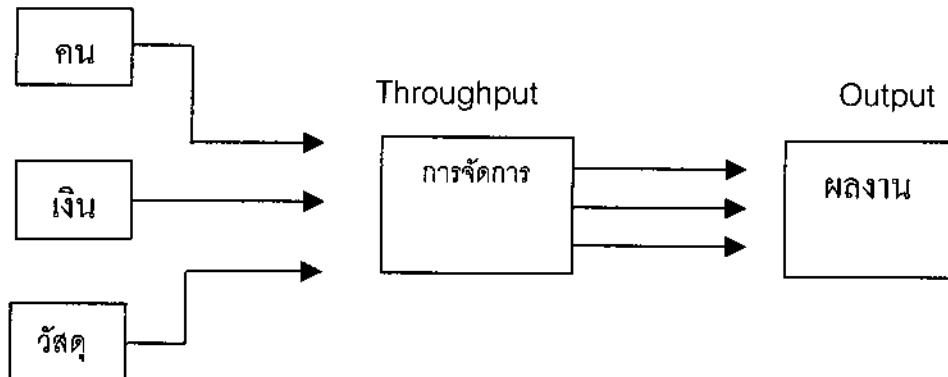 คน
Throughput
Output
การจัดการ
ผลงาน
เงิน
วัสดุ